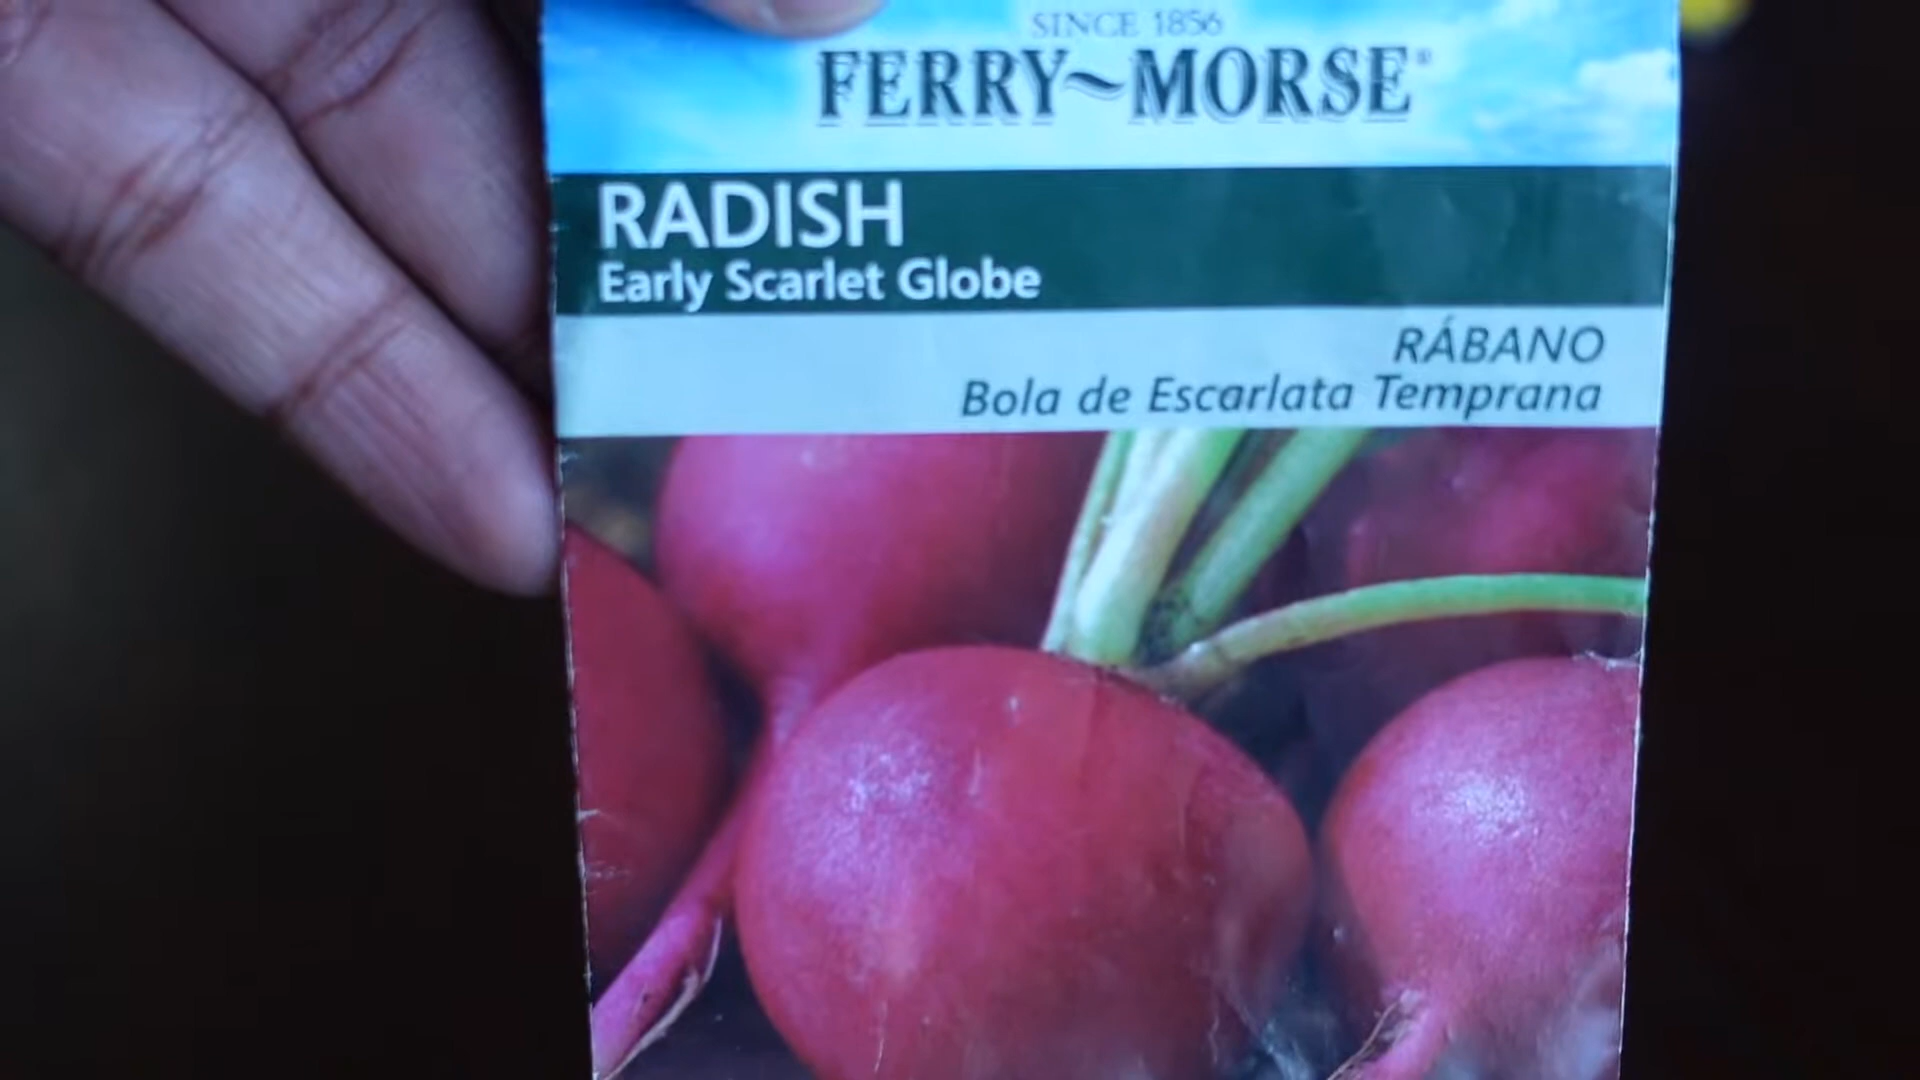 SINCE 1856
FERRY~MORSE®
RADISH
Early Scarlet Globe
RÁBANO
Bola de Escarlata Temprana